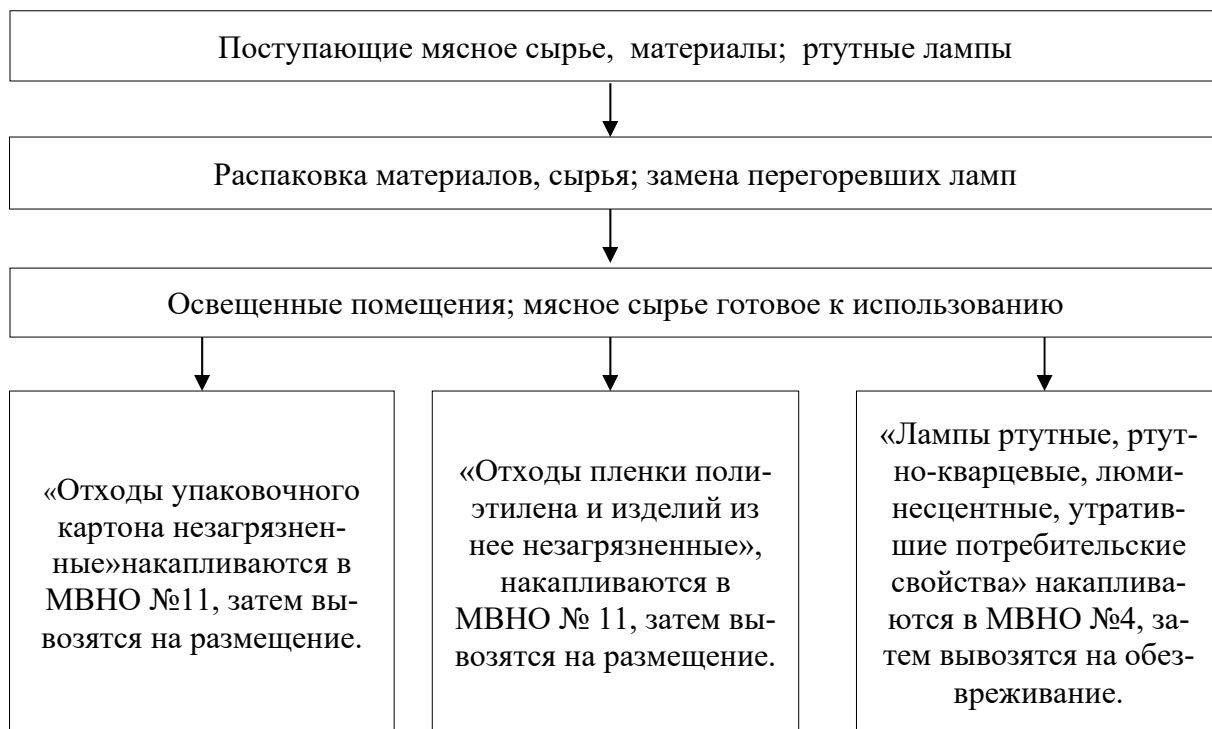 Поступающие мясное сырье, материалы; ртутные лампы
Распаковка материалов, сырья; замена перегоревших ламп
Освещенные помещения; мясное сырье готовое к использованию
«Отходы упаковочного
картона незагрязнен-
ные»накапливаются в
МВНО №11, затем вы-
возятся на размещение.
«Отходы пленки поли-
этилена и изделий из
нее незагрязненные»,
накапливаются в
МВНО № 11, затем вы-
возятся на размещение.
«Лампы ртутные, ртут-
но-кварцевые, люми-
несцентные, утратив-
шие потребительские
свойства» накаплива-
ются в МВНО №4, за-
тем вывозятся на обез-
вреживание.